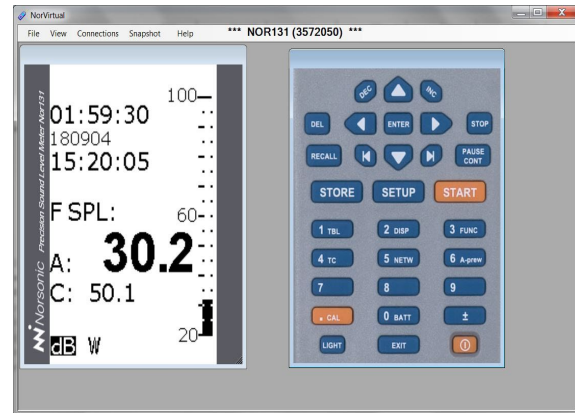 NorVirtual
File View Connections Snapshot Help *** NOR131 (3572050) ***
Norsonic Precision Sound Level Meter Nor131
01:59:30
180904
15:20:05
F SPL:
A: 30.2
C: 50.1
dB W
100
60
20
DEC INC
DEL ENTER STOP
RECALL PAUSE CONT
STORE SETUP START
1 TBL 2 DISP 3 FUNC
4 TC 5 NETW 6 A-prew
7 8 9
. CAL 0 BATT ±
LIGHT EXIT